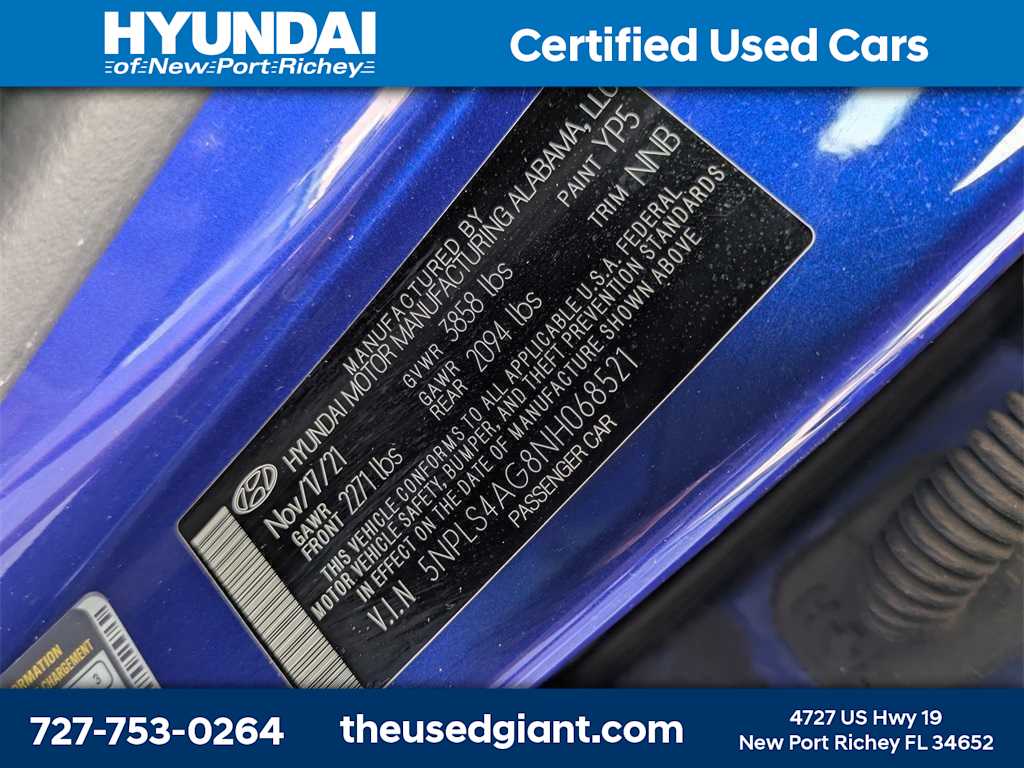 HYUNDAI
of New Port Richey
Certified Used Cars
MANUFACTURED BY
HYUNDAI MOTOR MANUFACTURING ALABAMA, LLC
Nov/17/21
GVWR 3858 lbs
PAINT YP5
GAWR FRONT 2271 lbs
GAWR REAR 2094 lbs
TRIM NNB
THIS VEHICLE CONFORMS TO ALL APPLICABLE U.S.A. FEDERAL
MOTOR VEHICLE SAFETY, BUMPER, AND THEFT PREVENTION STANDARDS
IN EFFECT ON THE DATE OF MANUFACTURE SHOWN ABOVE
V.I.N 5NPLS4AG8NH068521
PASSENGER CAR
3
727-753-0264
theusedgiant.com
4727 US Hwy 19
New Port Richey FL 34652